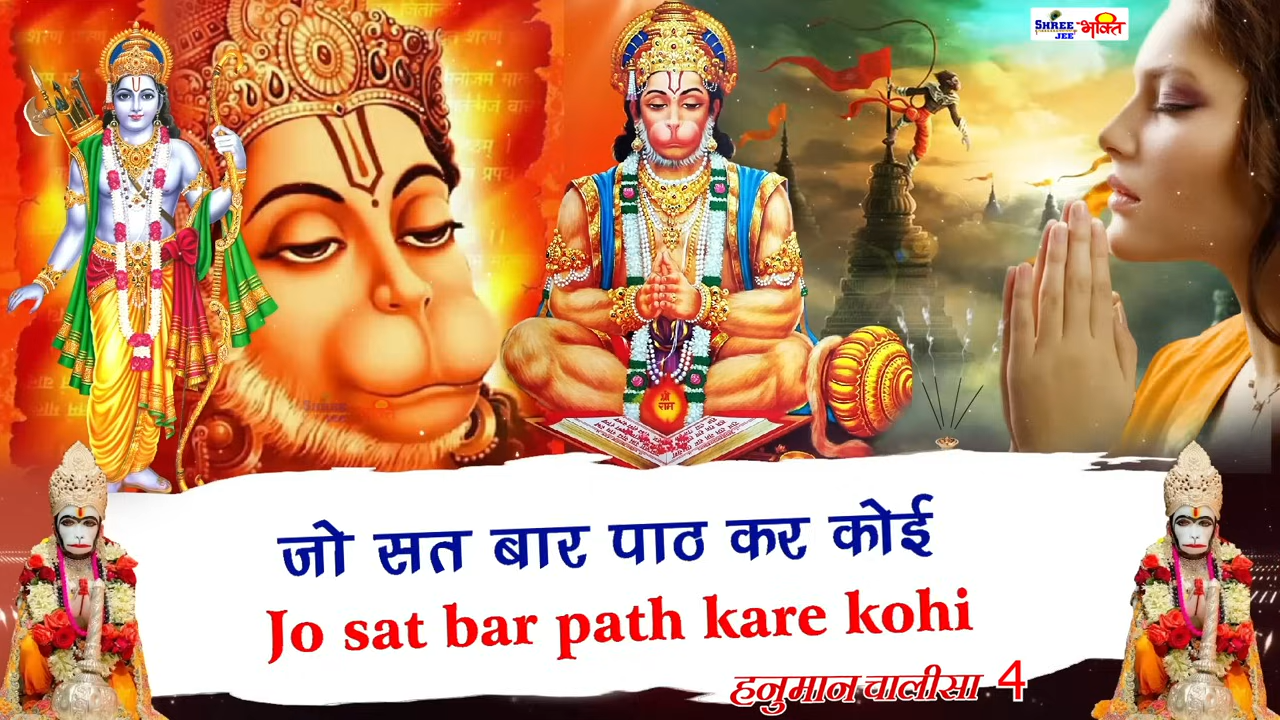 SHREE JEE भक्ति
श्री राम
जो सत बार पाठ कर कोई
Jo sat bar path kare kohi
हनुमान चालीसा 4